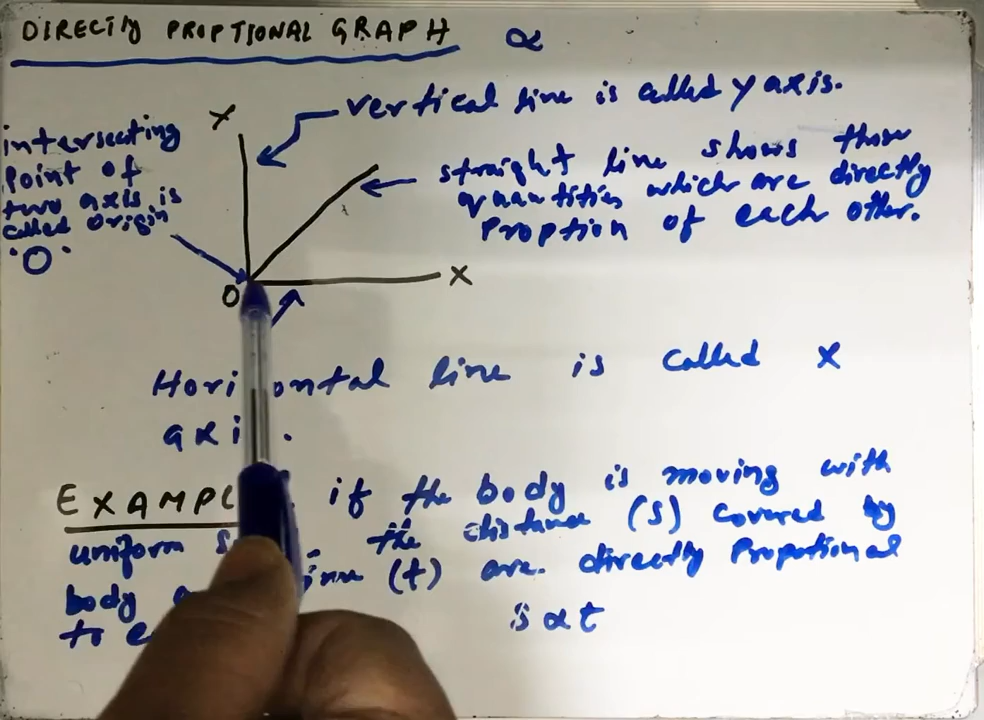 DIRECTLY PROPTIONAL GRAPH ∝
vertical line is called y axis.
Y
intersecting
Point of
two axis is
called origin
"O"
straight line shows those
quantities which are directly
Proption of each other.
X
O
Horizontal line is called X
axis.
EXAMPL if the body is moving with
uniform the distance (S) covered by
body (t) are directly Propotional
to
S ∝ t